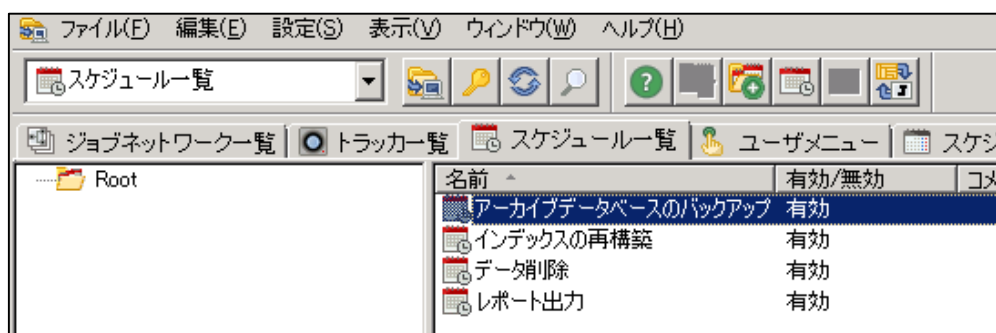 ファイル(F) 編集(E) 設定(S) 表示(V) ウィンドウ(W) ヘルプ(H)
スケジュール一覧
ジョブネットワーク一覧 トラッカー一覧 スケジュール一覧 ユーザメニュー スケジ
Root
名前 有効/無効 コメ
アーカイブデータベースのバックアップ 有効
インデックスの再構築 有効
データ削除 有効
レポート出力 有効